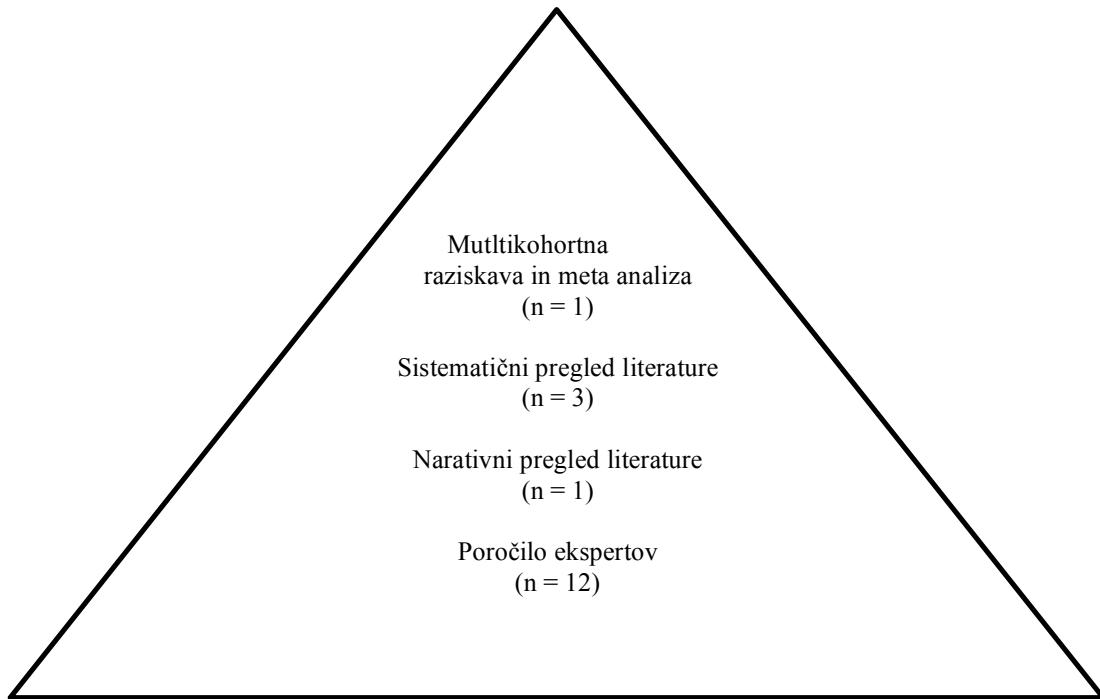 Mutltikohortna
raziskava in meta analiza
(n = 1)
Sistematični pregled literature
(n = 3)
Narativni pregled literature
(n = 1)
Poročilo ekspertov
(n = 12)